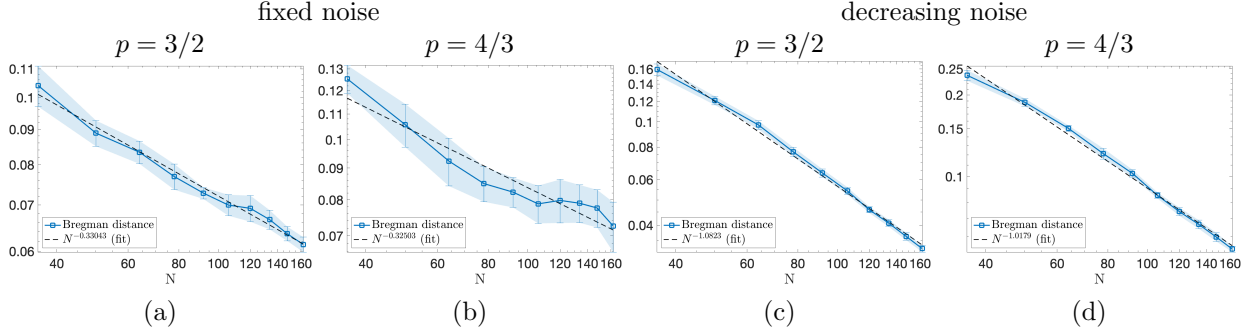 fixed noise
decreasing noise
p = 3/2
p = 4/3
p = 3/2
p = 4/3
0.11
0.1
0.09
0.08
0.07
0.06
Bregman distance
N^{-0.33043} (fit)
40 60 80 100 120 140 160
N
(a)
0.13
0.12
0.11
0.1
0.09
0.08
0.07
Bregman distance
N^{-0.32503} (fit)
40 60 80 100 120 140 160
N
(b)
0.16
0.14
0.12
0.1
0.08
0.06
0.04
Bregman distance
N^{-1.0823} (fit)
40 60 80 100 120 140 160
N
(c)
0.25
0.2
0.15
0.1
Bregman distance
N^{-1.0179} (fit)
40 60 80 100 120 140 160
N
(d)